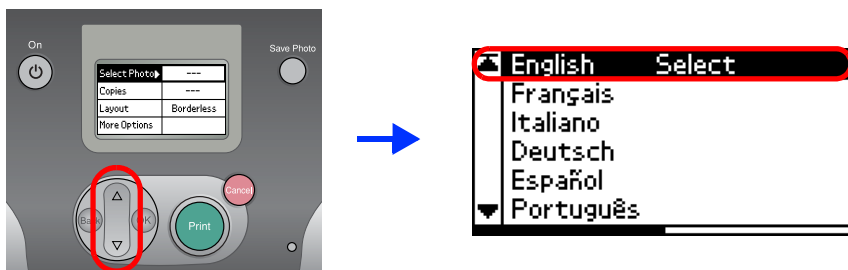 On
Save Photo
Select Photo ---
Copies ---
Layout Borderless
More Options
Cancel
Back
OK
Print
English Select
Français
Italiano
Deutsch
Español
Português